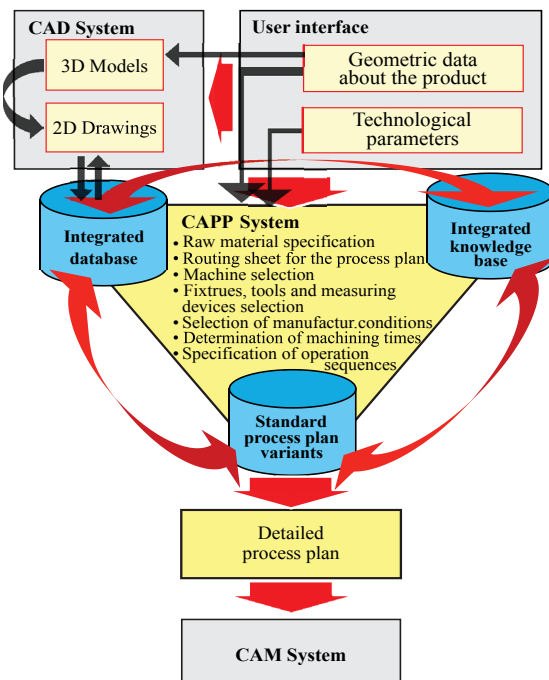 CAD System
3D Models
2D Drawings
User interface
Geometric data
about the product
Technological
parameters
Integrated
database
CAPP System
• Raw material specification
• Routing sheet for the process plan
• Machine selection
• Fixtrues, tools and measuring
devices selection
• Selection of manufactur.conditions
• Determination of machining times
• Specification of operation
sequences
Integrated
knowledge
base
Standard
process plan
variants
Detailed
process plan
CAM System